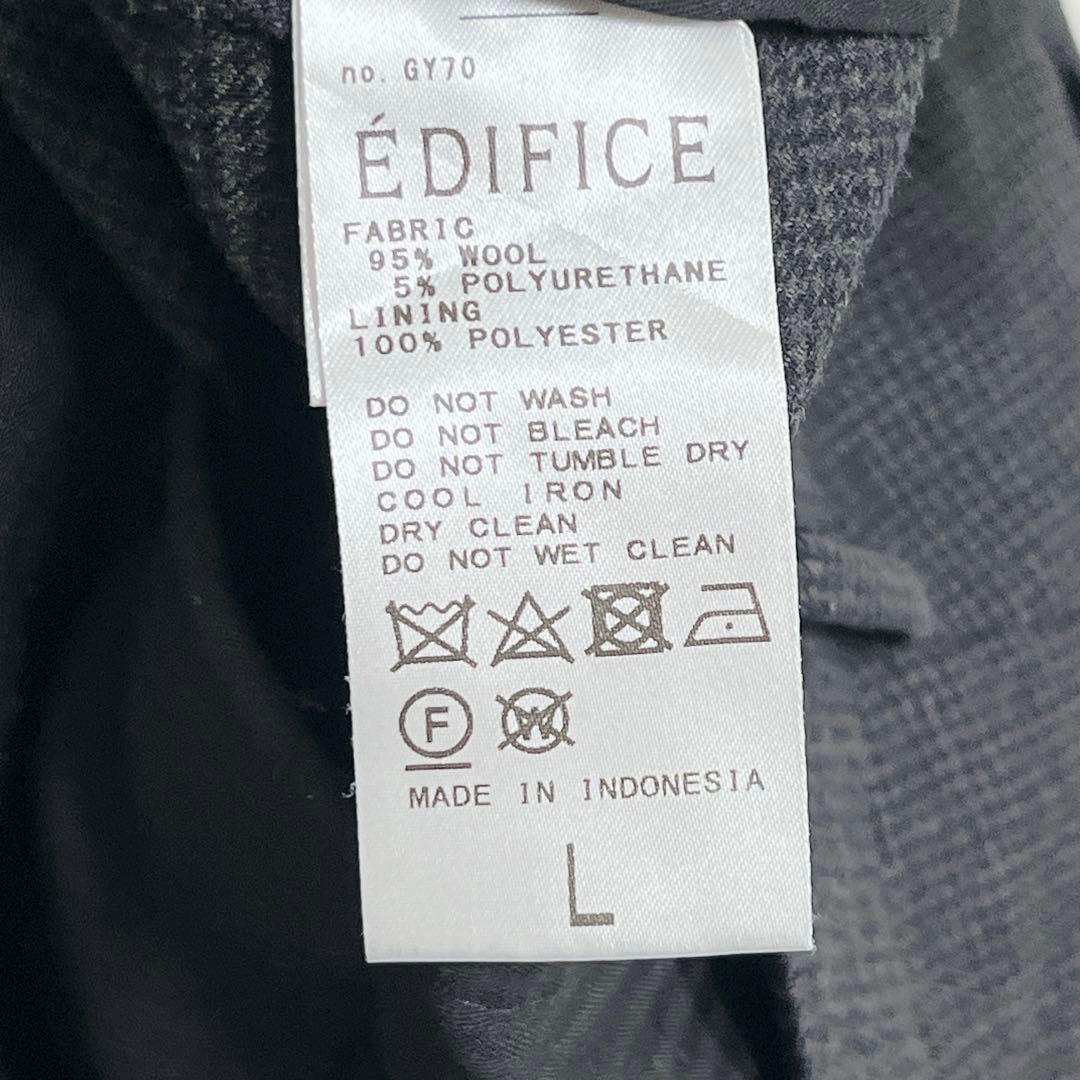 no. GY70
ÉDIFICE
FABRIC
95% WOOL
5% POLYURETHANE
LINING
100% POLYESTER
DO NOT WASH
DO NOT BLEACH
DO NOT TUMBLE DRY
COOL IRON
DRY CLEAN
DO NOT WET CLEAN
F W
MADE IN INDONESIA
L